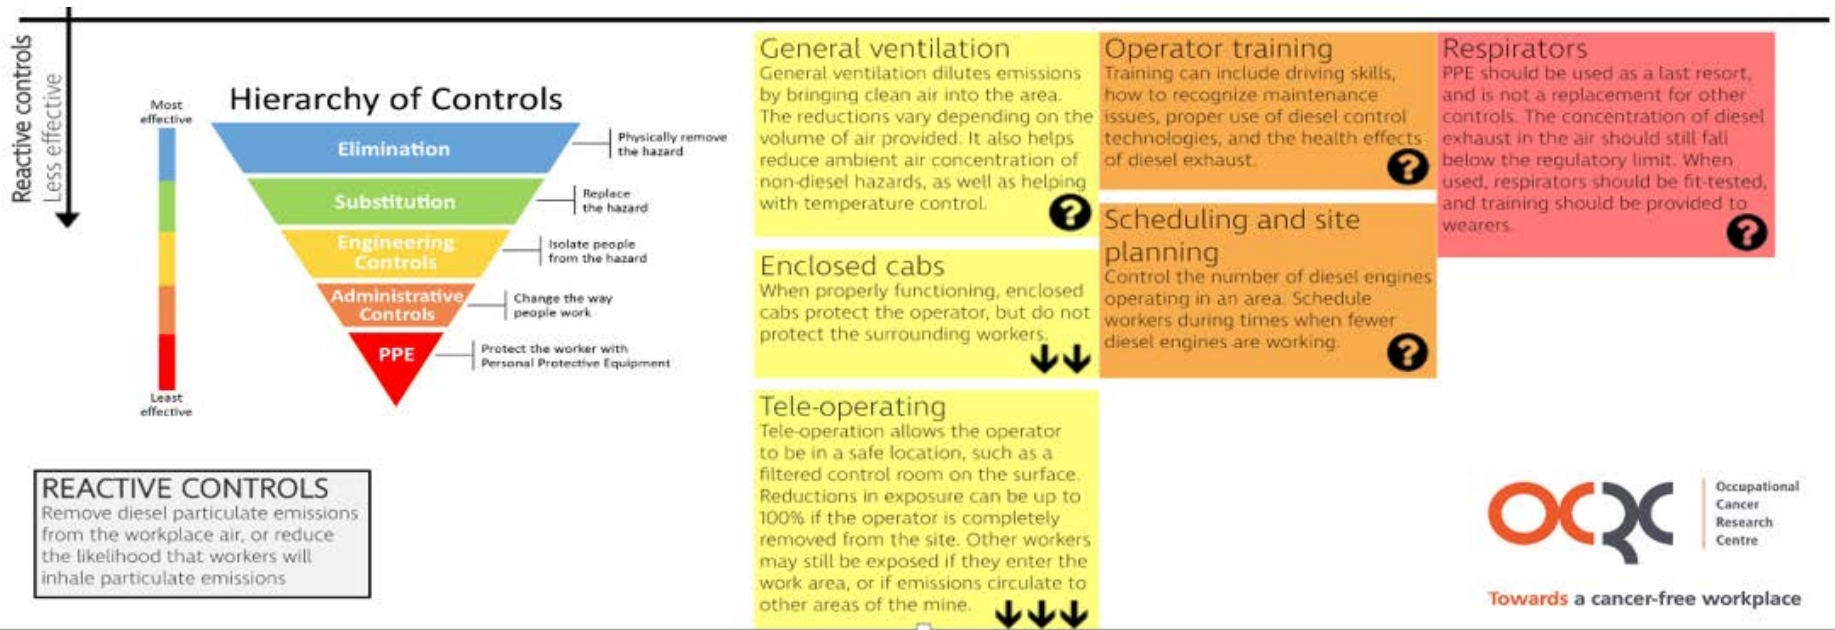 Reactive controls
Less effective
Most
effective
Least
effective
Hierarchy of Controls
Elimination
Physically remove
the hazard
Substitution
Replace
the hazard
Engineering
Controls
Isolate people
from the hazard
Administrative
Controls
Change the way
people work
PPE
Protect the worker with
Personal Protective Equipment
REACTIVE CONTROLS
Remove diesel particulate emissions
from the workplace air, or reduce
the likelihood that workers will
inhale particulate emissions
General ventilation
General ventilation dilutes emissions
by bringing clean air into the area.
The reductions vary depending on the
volume of air provided. It also helps
reduce ambient air concentration of
non-diesel hazards, as well as helping
with temperature control.
?
Enclosed cabs
When properly functioning, enclosed
cabs protect the operator, but do not
protect the surrounding workers.
Tele-operating
Tele-operation allows the operator
to be in a safe location, such as a
filtered control room on the surface.
Reductions in exposure can be up to
100% if the operator is completely
removed from the site. Other workers
may still be exposed if they enter the
work area, or if emissions circulate to
other areas of the mine.
Operator training
Training can include driving skills,
how to recognize maintenance
issues, proper use of diesel control
technologies, and the health effects
of diesel exhaust.
?
Scheduling and site
planning
Control the number of diesel engines
operating in an area. Schedule
workers during times when fewer
diesel engines are working.
?
Respirators
PPE should be used as a last resort,
and is not a replacement for other
controls. The concentration of diesel
exhaust in the air should still fall
below the regulatory limit. When
used, respirators should be fit-tested,
and training should be provided to
wearers.
?
OCRC
Occupational
Cancer
Research
Centre
Towards a cancer-free workplace